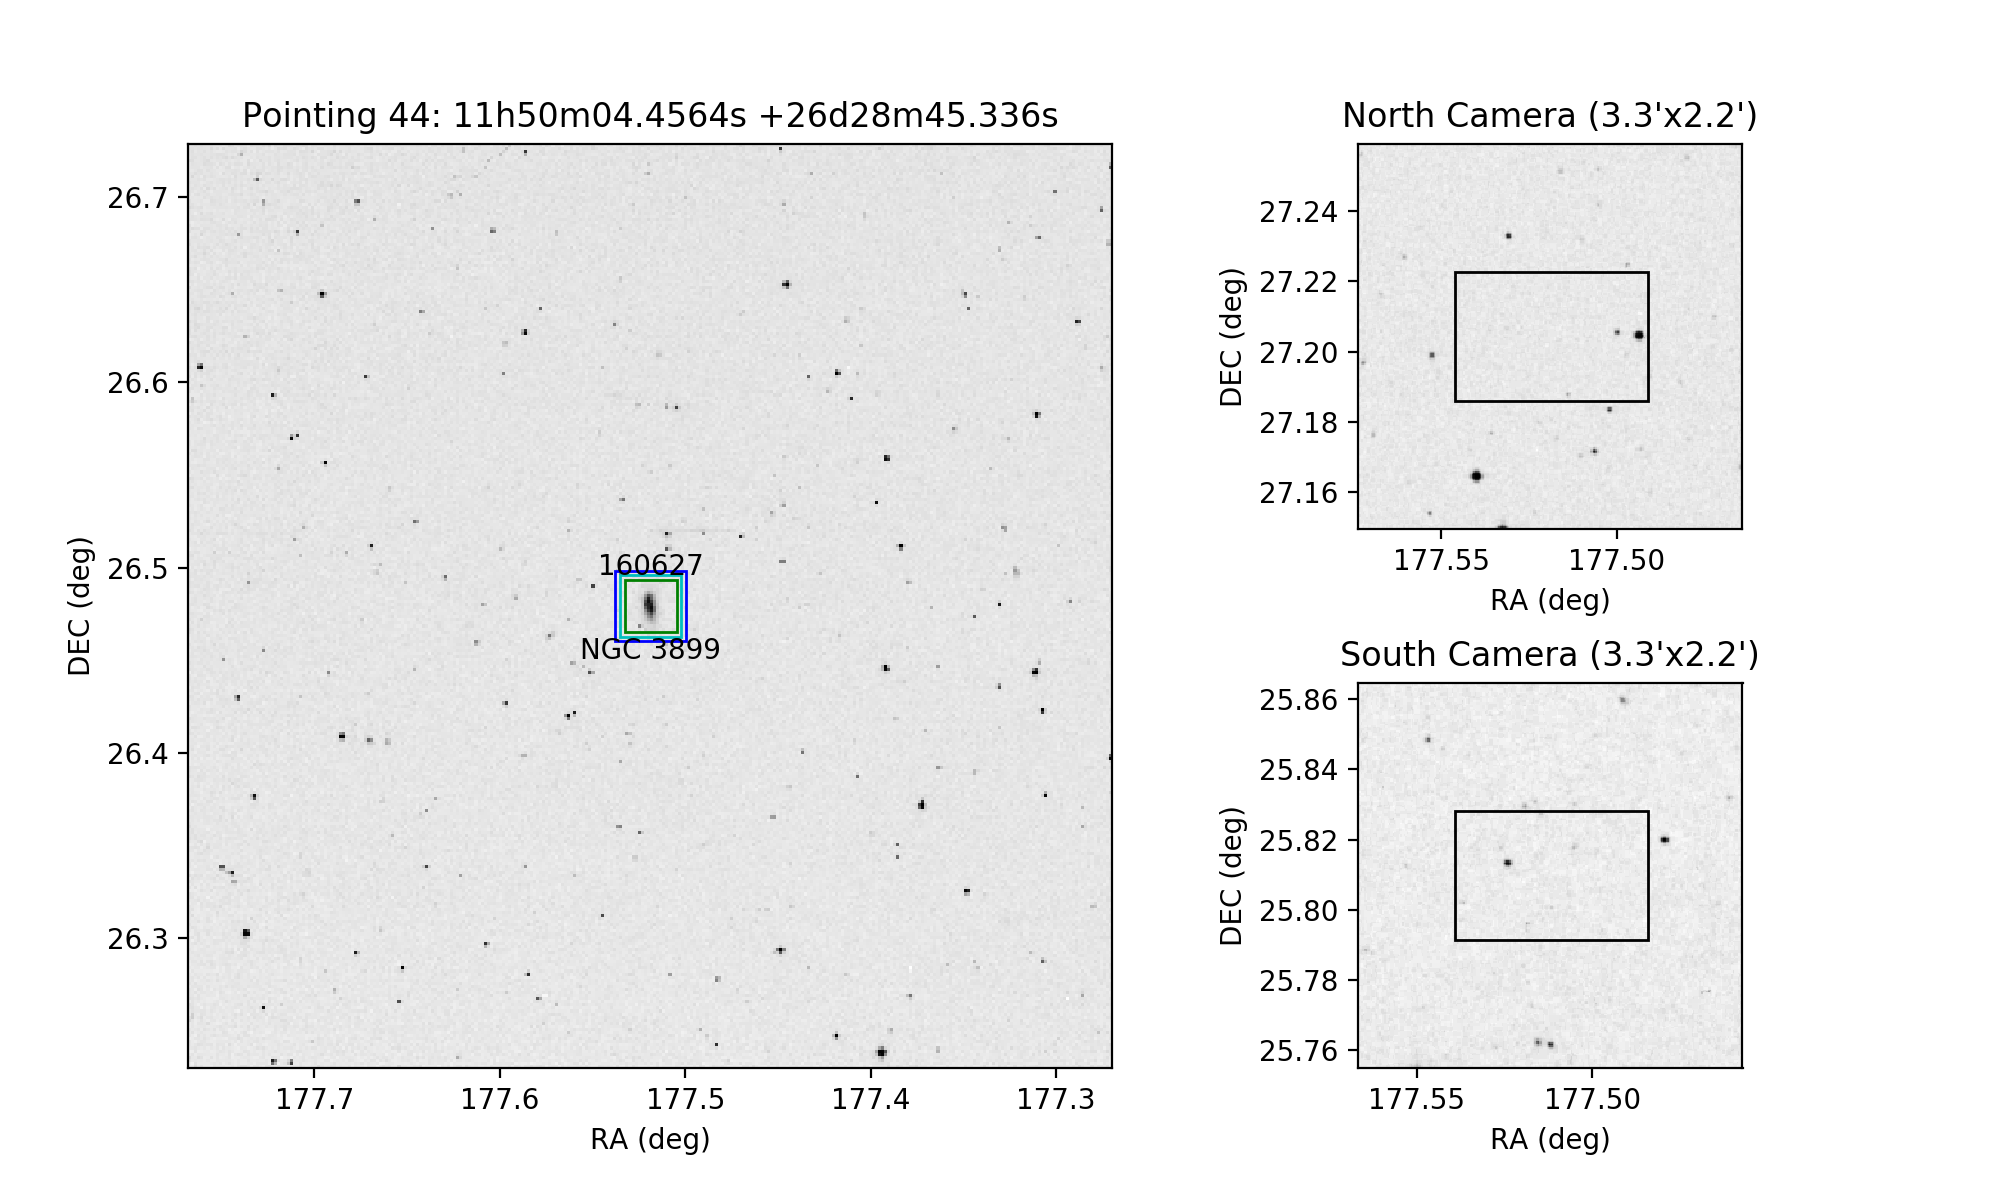 Pointing 44: 11h50m04.4564s +26d28m45.336s
26.7
26.6
26.5
26.4
26.3
DEC (deg)
160627
NGC 3899
177.7 177.6 177.5 177.4 177.3
RA (deg)
North Camera (3.3'x2.2')
27.24
27.22
27.20
27.18
27.16
DEC (deg)
177.55 177.50
RA (deg)
South Camera (3.3'x2.2')
25.86
25.84
25.82
25.80
25.78
25.76
DEC (deg)
177.55 177.50
RA (deg)